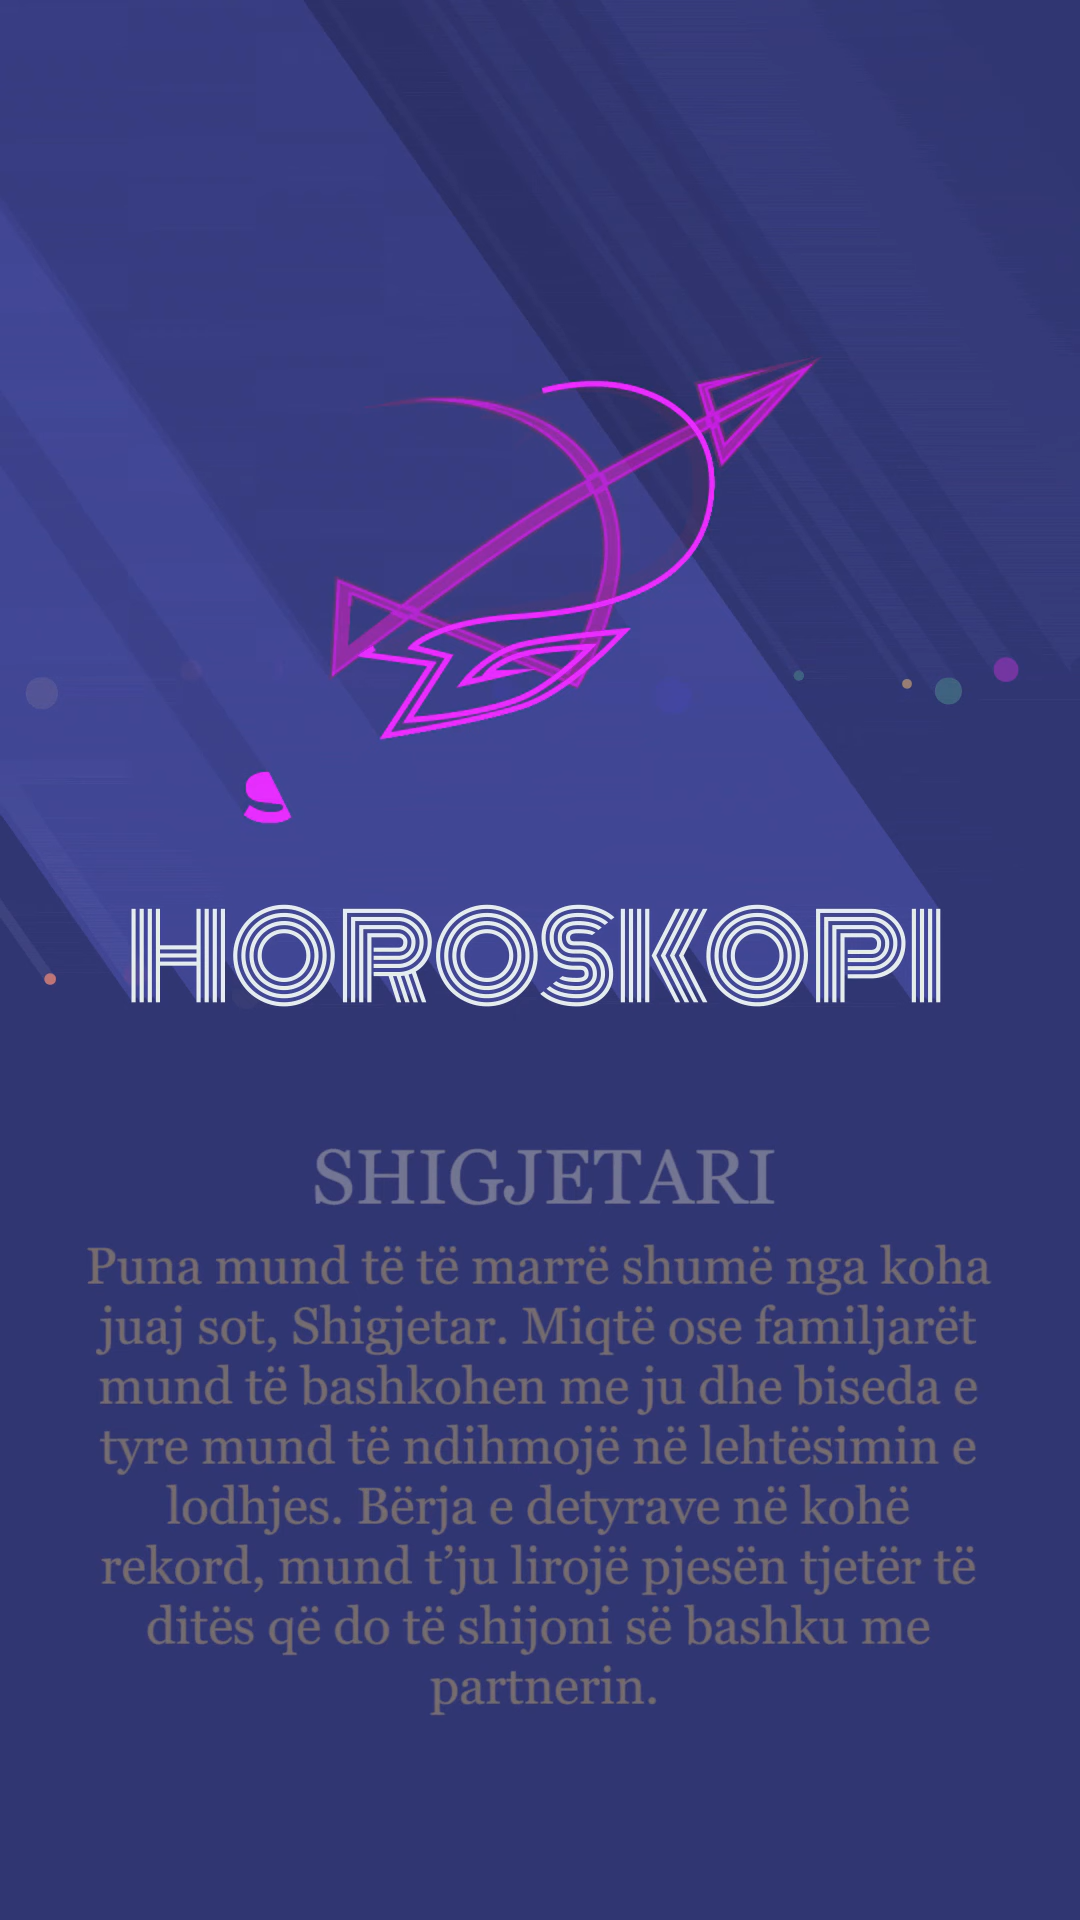 HOROSKOPI
SHIGJETARI
Puna mund të të marrë shumë nga koha
juaj sot, Shigjetar. Miqtë ose familjarët
mund të bashkohen me ju dhe biseda e
tyre mund të ndihmojë në lehtësimin e
lodhjes. Bërja e detyrave në kohë
rekord, mund t’ju lirojë pjesën tjetër të
ditës që do të shijoni së bashku me
partnerin.